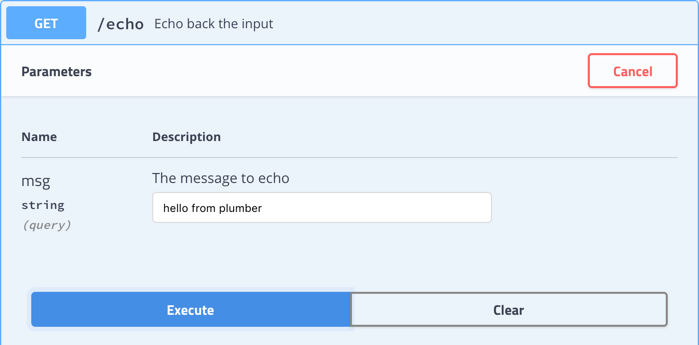 GET /echo Echo back the input
Parameters Cancel
Name Description
msg The message to echo
string hello from plumber
(query)
Execute Clear